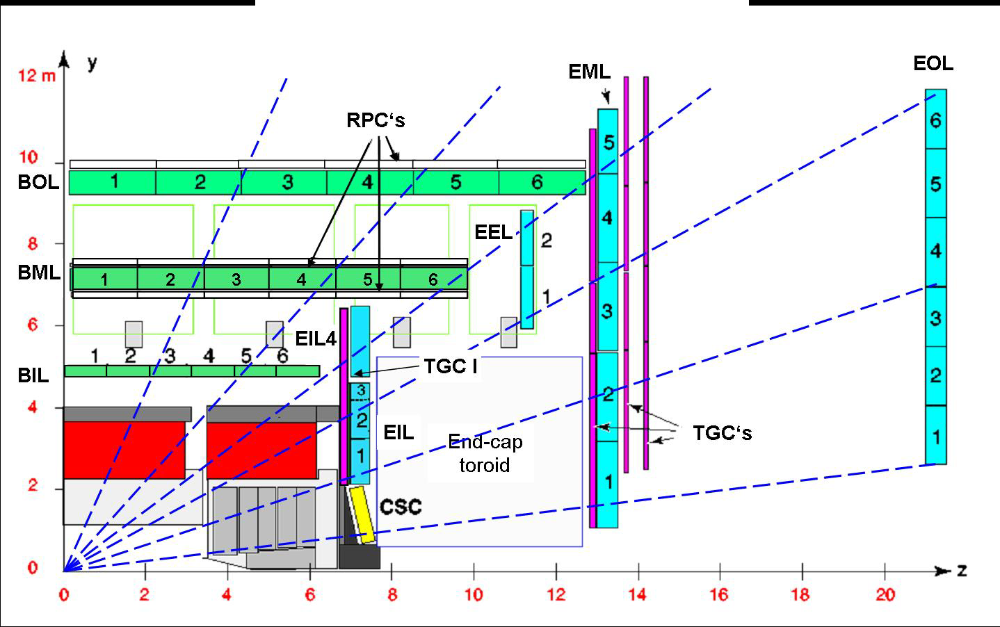 y
12 m
EML
EOL
RPC‘s
10
BOL
1 2 3 4 5 6
5
6
5
4
3
2
1
8
EEL
2
1
4
3
2
1
BML
1 2 3 4 5 6
6
EIL4
1 2 3 4 5 6
BIL
TGC I
4
3
2
1
EIL
End-cap
toroid
TGC‘s
2
CSC
0
z
0 2 4 6 8 10 12 14 16 18 20